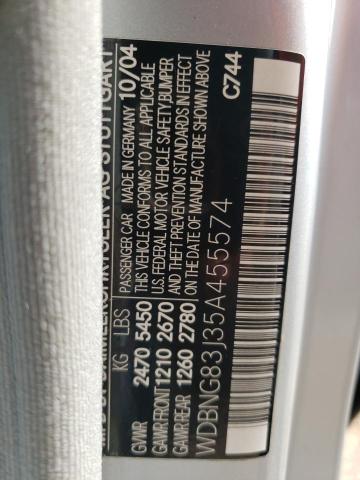 DAIMLERCHRYSLER AG STUTTGART
PASSENGER CAR MADE IN GERMANY 10/04
KG LBS THIS VEHICLE CONFORMS TO ALL APPLICABLE
GVWR 2470 5450 U.S. FEDERAL MOTOR VEHICLE SAFETY/BUMPER
GAWR FRONT 1210 2670 & THEFT PREVENTION STANDARDS IN EFFECT
GAWR REAR 1260 2780 ON THE DATE OF MANUFACTURE SHOWN ABOVE
WDBNG83J35A455574 C744